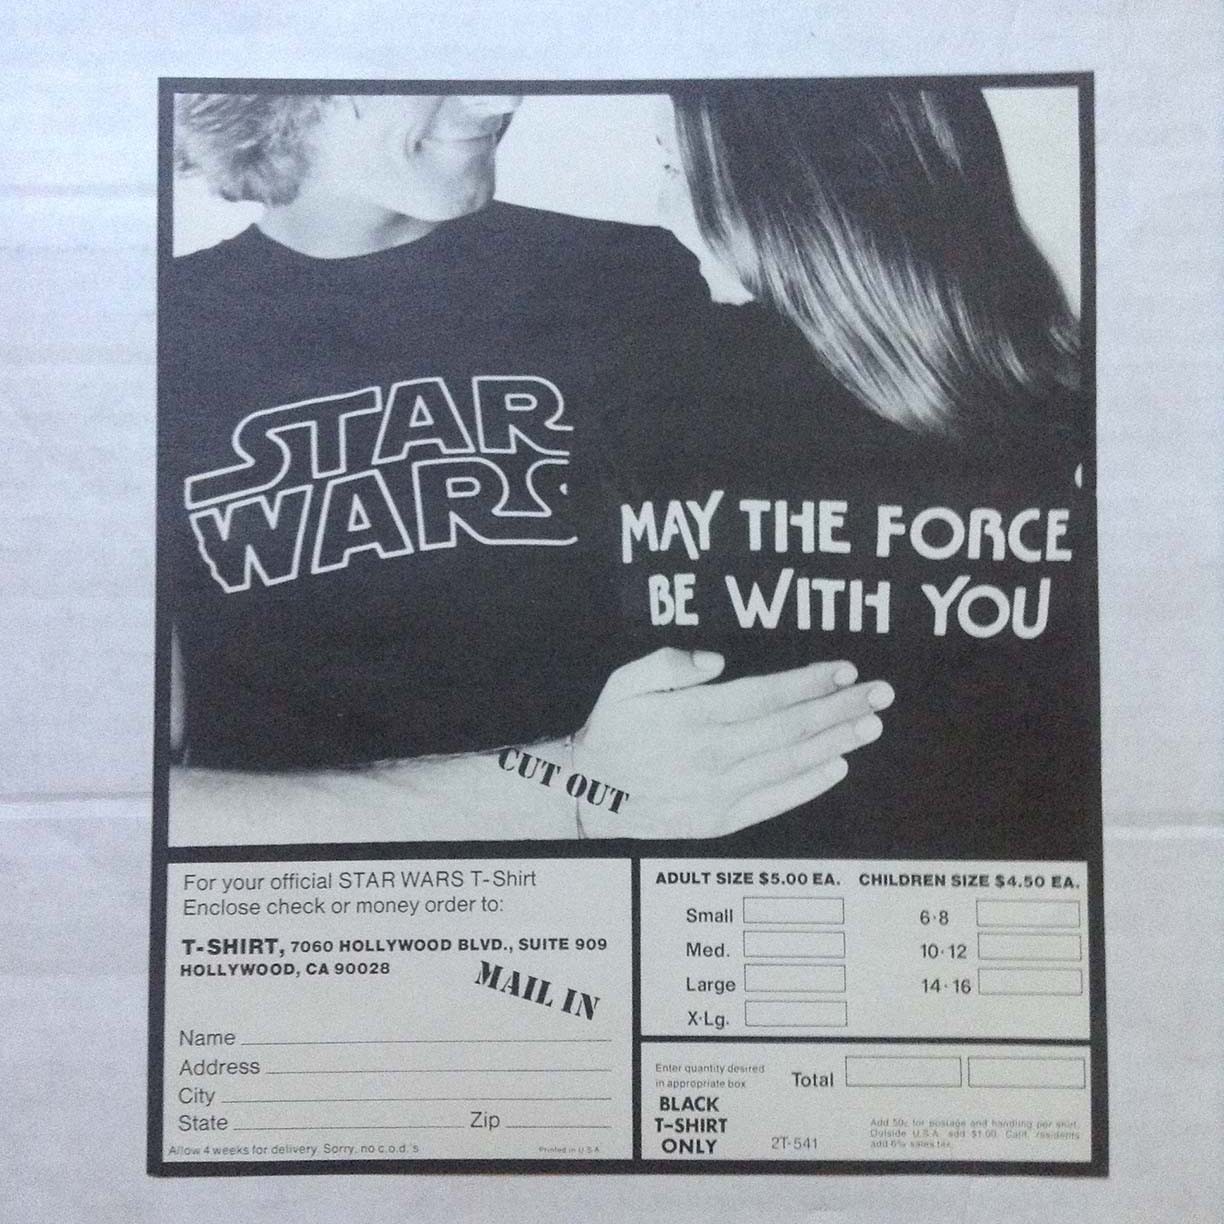 STAR
WARS
MAY THE FORCE
BE WITH YOU
CUT OUT
For your official STAR WARS T-Shirt
Enclose check or money order to:
T-SHIRT, 7060 HOLLYWOOD BLVD., SUITE 909
HOLLYWOOD, CA 90028
MAIL IN
Name
Address
City
State Zip
Allow 4 weeks for delivery. Sorry, no c.o.d.'s
Printed in U.S.A.
ADULT SIZE $5.00 EA. CHILDREN SIZE $4.50 EA.
Small 6-8
Med. 10-12
Large 14-16
X-Lg.
Enter quantity desired
in appropriate box
Total
BLACK
T-SHIRT
ONLY
2T-541
Add 50¢ for postage and handling per shirt.
Outside U.S.A. add $1.00. Calif. residents
add 6% sales tax.